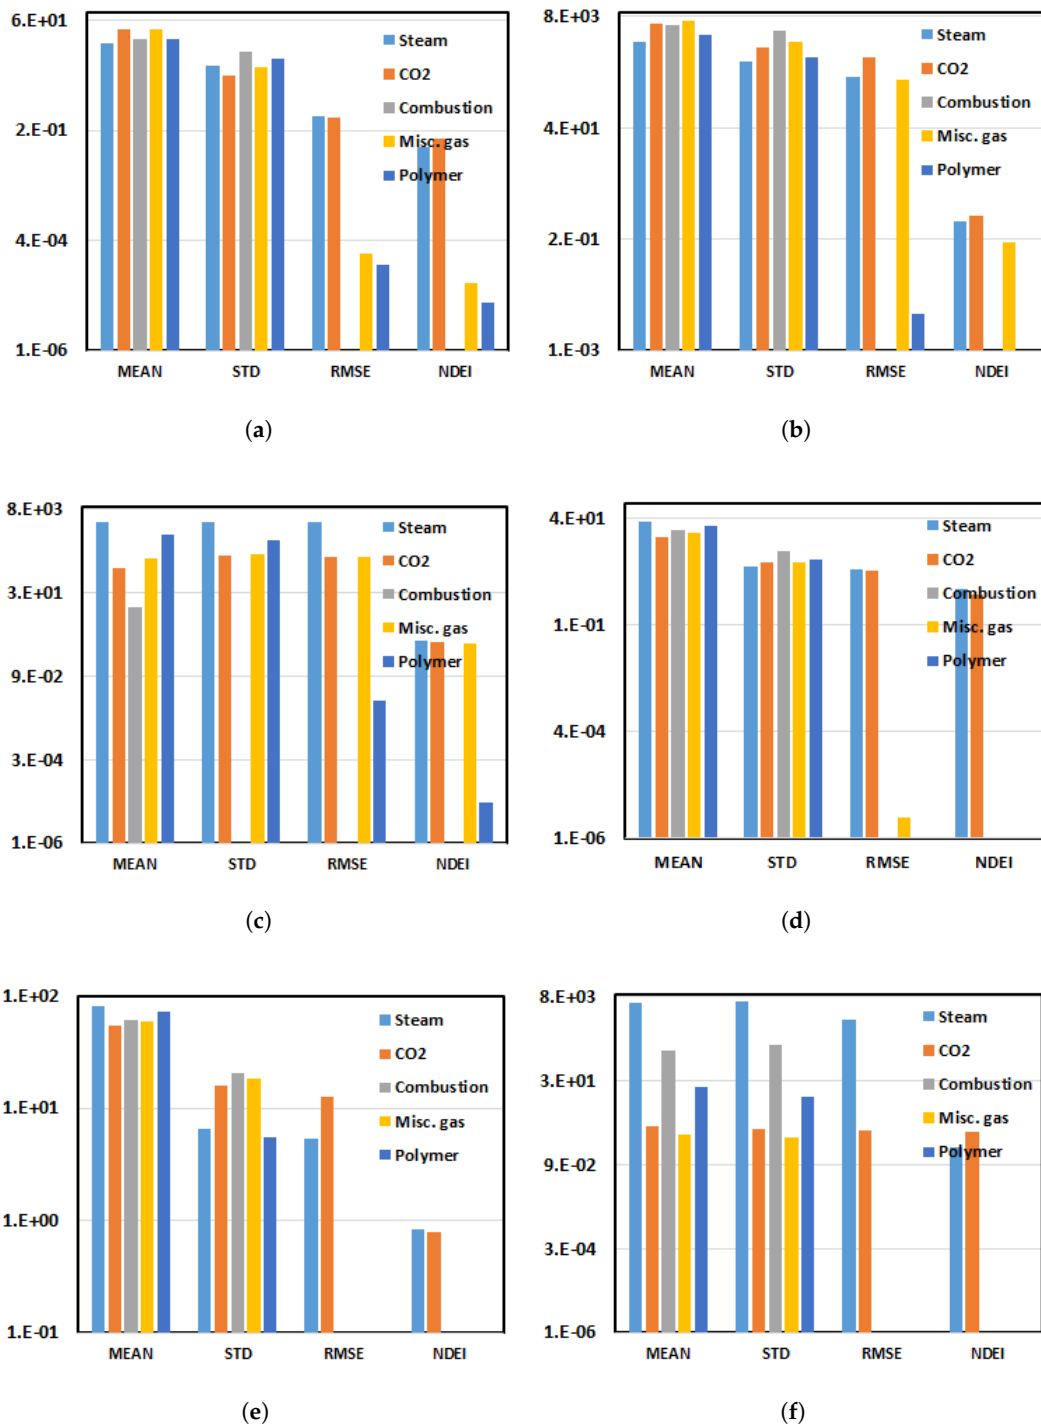 6.E+01
2.E-01
4.E-04
1.E-06
Steam
CO2
Combustion
Misc. gas
Polymer
MEAN STD RMSE NDEI
(a)
8.E+03
4.E+01
2.E-01
1.E-03
Steam
CO2
Combustion
Misc. gas
Polymer
MEAN STD RMSE NDEI
(b)
8.E+03
3.E+01
9.E-02
3.E-04
1.E-06
Steam
CO2
Combustion
Misc. gas
Polymer
MEAN STD RMSE NDEI
(c)
4.E+01
1.E-01
4.E-04
1.E-06
Steam
CO2
Combustion
Misc. gas
Polymer
MEAN STD RMSE NDEI
(d)
1.E+02
1.E+01
1.E+00
1.E-01
Steam
CO2
Combustion
Misc. gas
Polymer
MEAN STD RMSE NDEI
(e)
8.E+03
3.E+01
9.E-02
3.E-04
1.E-06
Steam
CO2
Combustion
Misc. gas
Polymer
MEAN STD RMSE NDEI
(f)